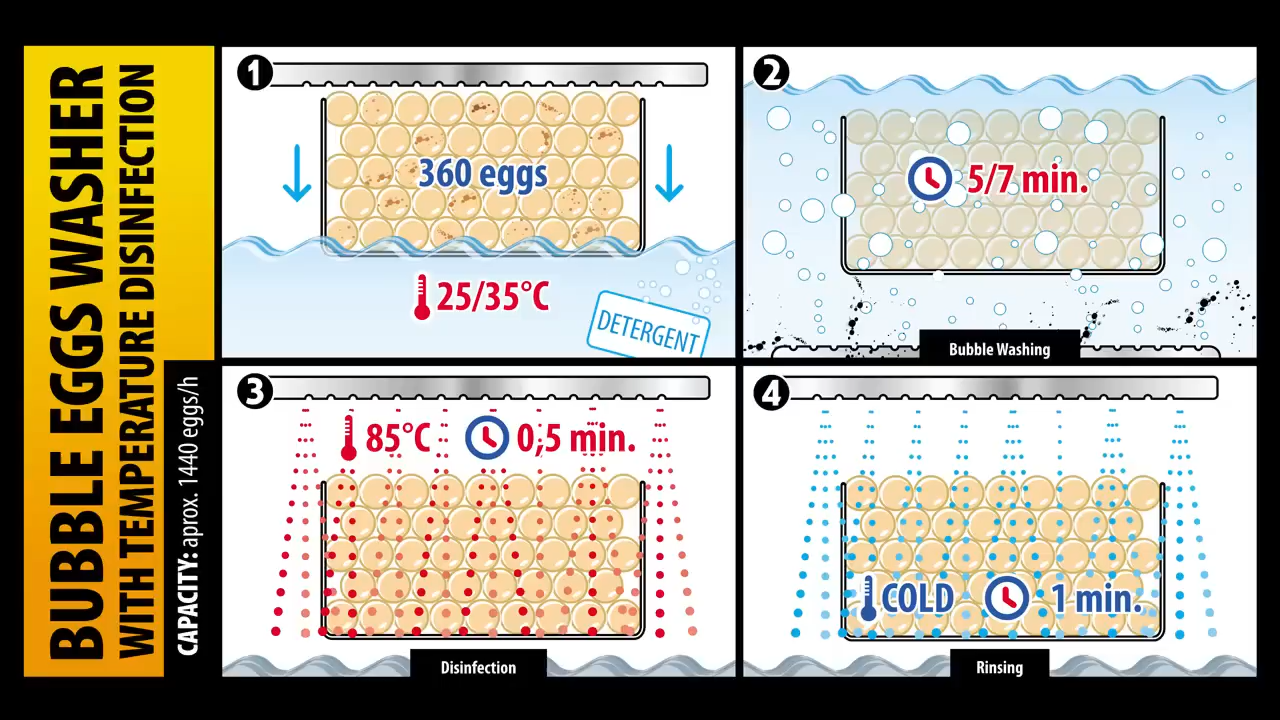 BUBBLE EGGS WASHER
WITH TEMPERATURE DISINFECTION
CAPACITY: aprox. 1440 eggs/h
1
360 eggs
25/35°C
DETERGENT
2
5/7 min.
Bubble Washing
3
85°C 0,5 min.
Disinfection
4
COLD 1 min.
Rinsing